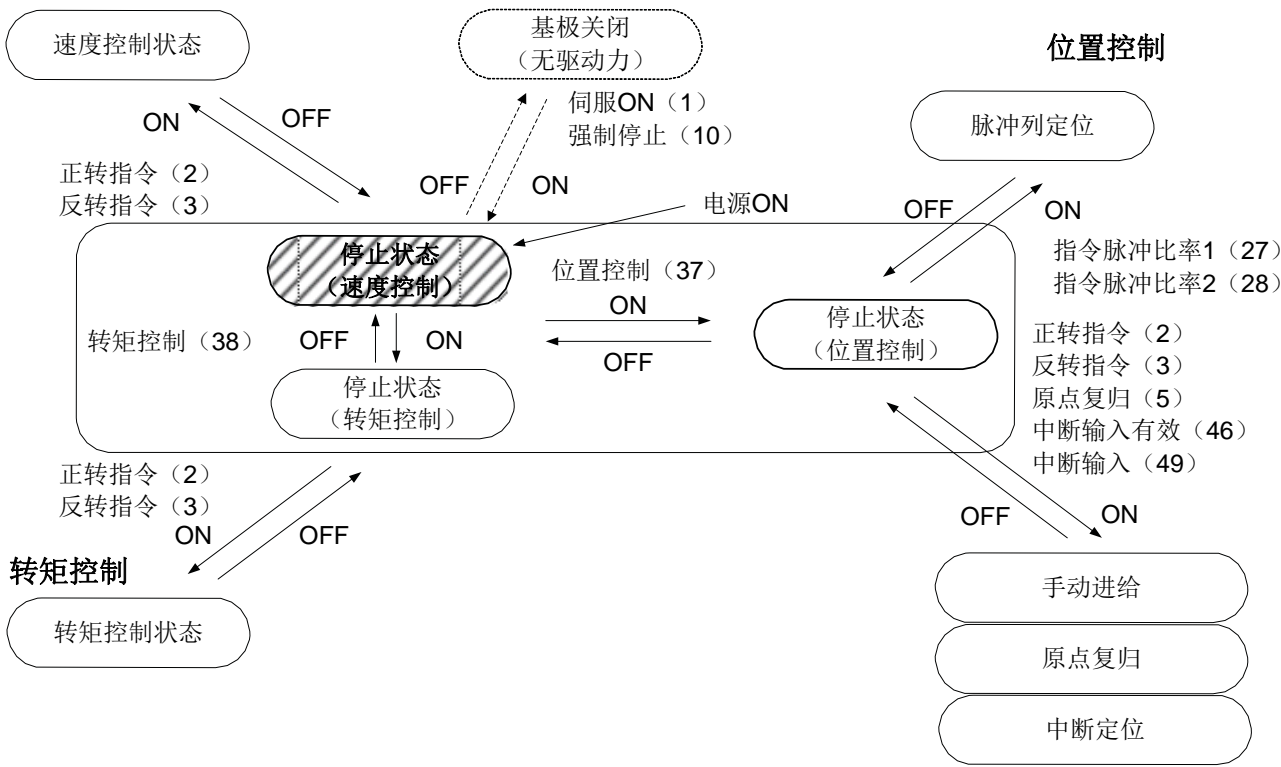 速度控制状态
基极关闭
（无驱动力）
位置控制
伺服ON（1）
强制停止（10）
脉冲列定位
ON
OFF
正转指令（2）
反转指令（3）
OFF
ON
电源ON
OFF
ON
指令脉冲比率1（27）
指令脉冲比率2（28）
停止状态
（速度控制）
位置控制（37）
ON
OFF
停止状态
（位置控制）
转矩控制（38）
OFF
ON
停止状态
（转矩控制）
正转指令（2）
反转指令（3）
原点复归（5）
中断输入有效（46）
中断输入（49）
正转指令（2）
反转指令（3）
ON
OFF
OFF
ON
转矩控制
转矩控制状态
手动进给
原点复归
中断定位